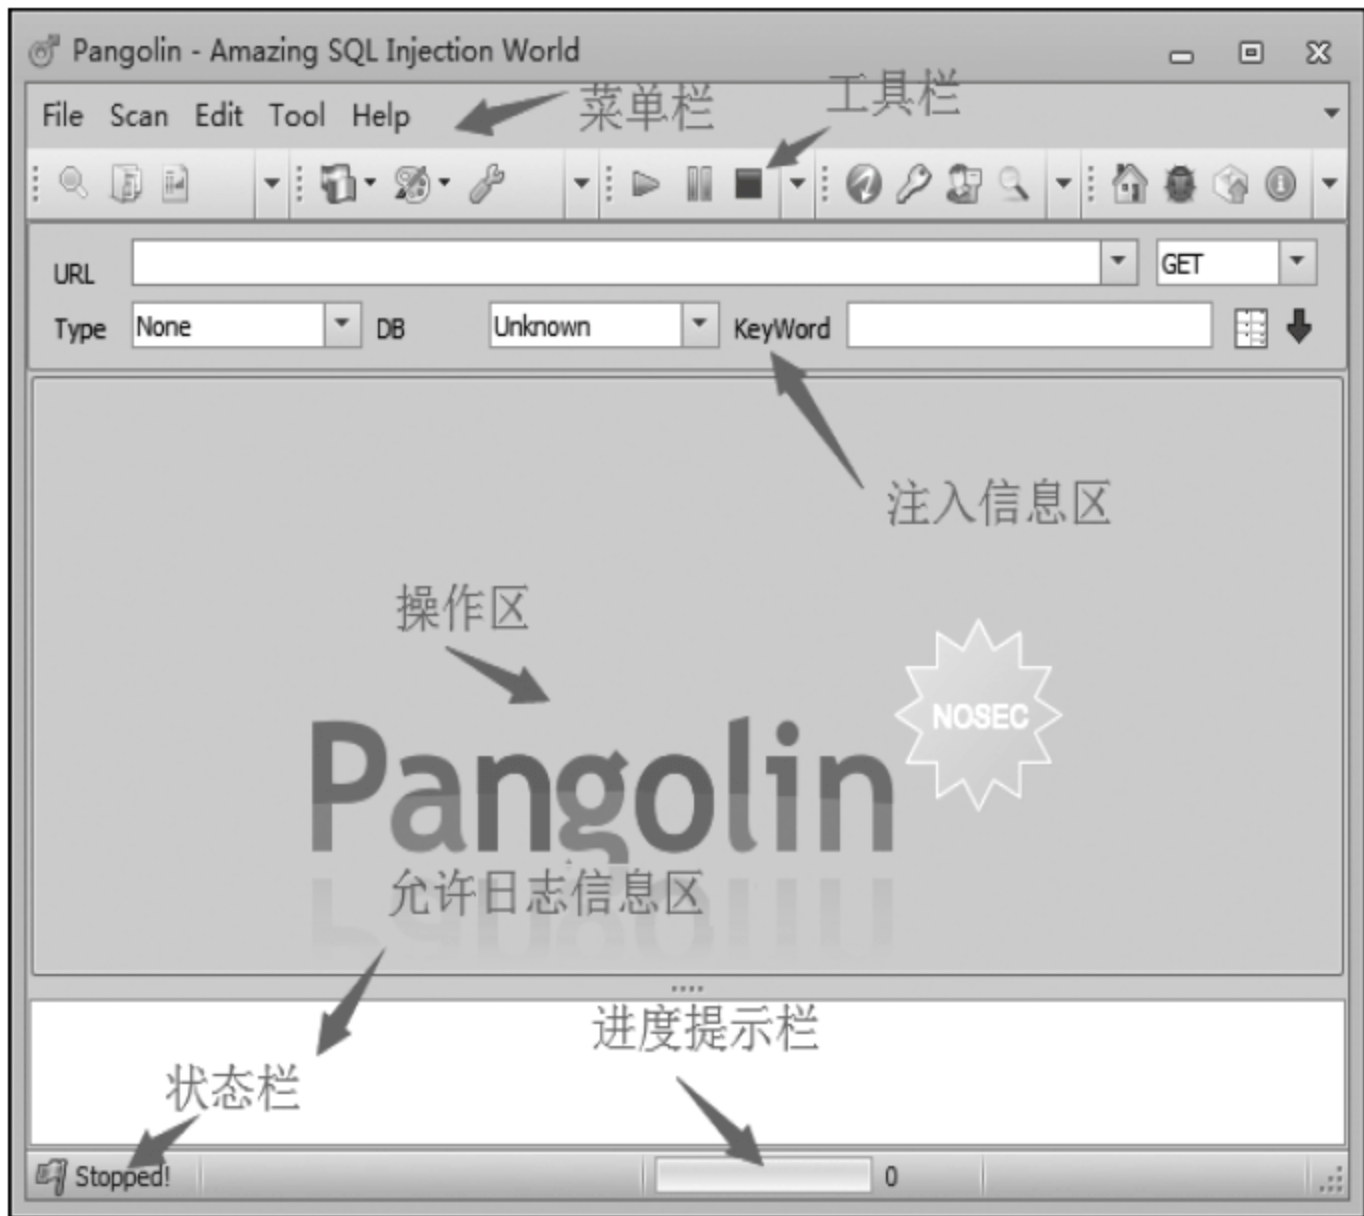 Pangolin - Amazing SQL Injection World
File Scan Edit Tool Help
菜单栏
工具栏
URL
GET
Type None DB Unknown KeyWord
注入信息区
操作区
NOSEC
Pangolin
允许日志信息区
进度提示栏
状态栏
Stopped! 0